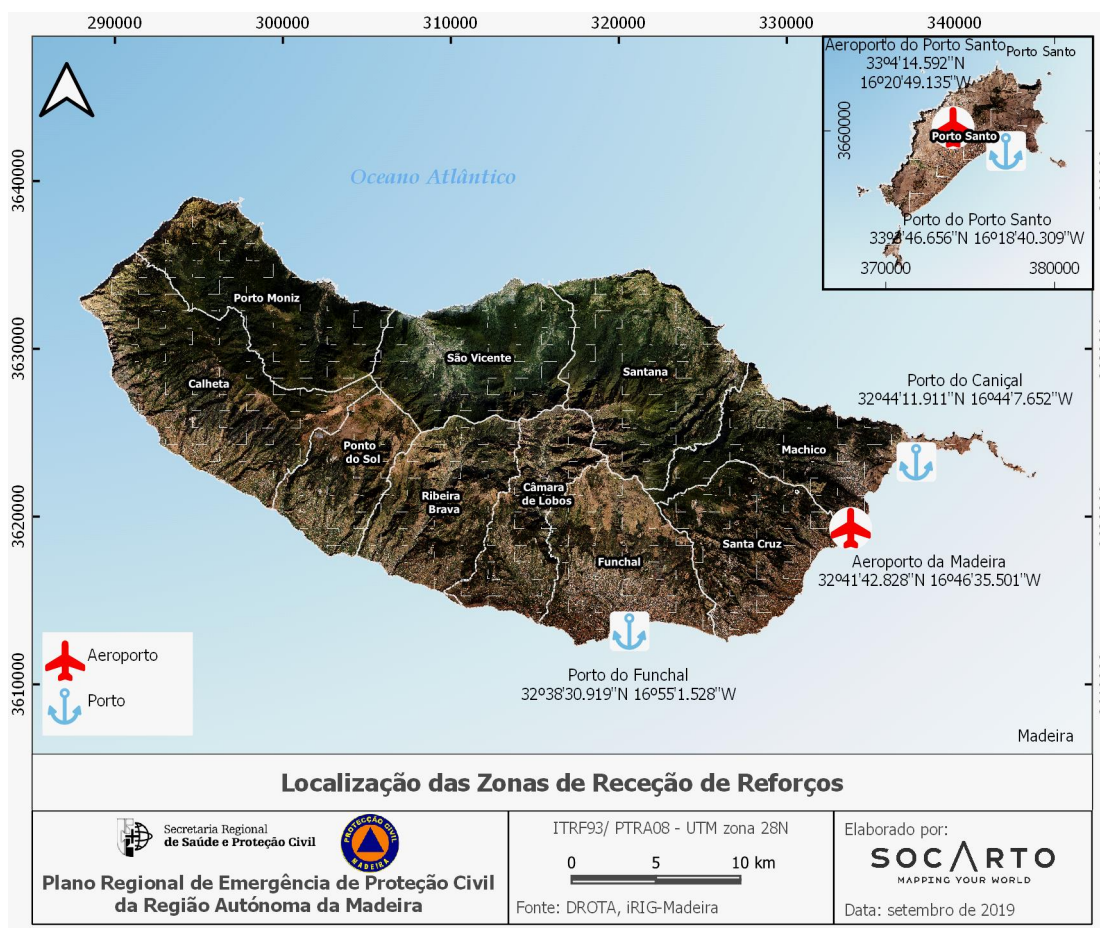 290000
300000
310000
320000
330000
340000
3640000
3630000
3620000
3610000
Aeroporto do Porto Santo
33º4'14.592"N
16º20'49.135"W
Porto Santo
3660000
Porto Santo
Porto do Porto Santo
33º3'46.656"N 16º18'40.309"W
370000
380000
Oceano Atlântico
Porto Moniz
São Vicente
Santana
Calheta
Ponto
do Sol
Ribeira
Brava
Câmara
de Lobos
Machico
Santa Cruz
Funchal
Porto do Caniçal
32º44'11.911"N 16º44'7.652"W
Aeroporto da Madeira
32º41'42.828"N 16º46'35.501"W
Porto do Funchal
32º38'30.919"N 16º55'1.528"W
Aeroporto
Porto
Madeira
Localização das Zonas de Receção de Reforços
Secretaria Regional
de Saúde e Proteção Civil
PROTECÇÃO CIVIL
MADEIRA
Plano Regional de Emergência de Proteção Civil
da Região Autónoma da Madeira
ITRF93/ PTRA08 - UTM zona 28N
0 5 10 km
Fonte: DROTA, iRIG-Madeira
Elaborado por:
SOCARTO
MAPPING YOUR WORLD
Data: setembro de 2019